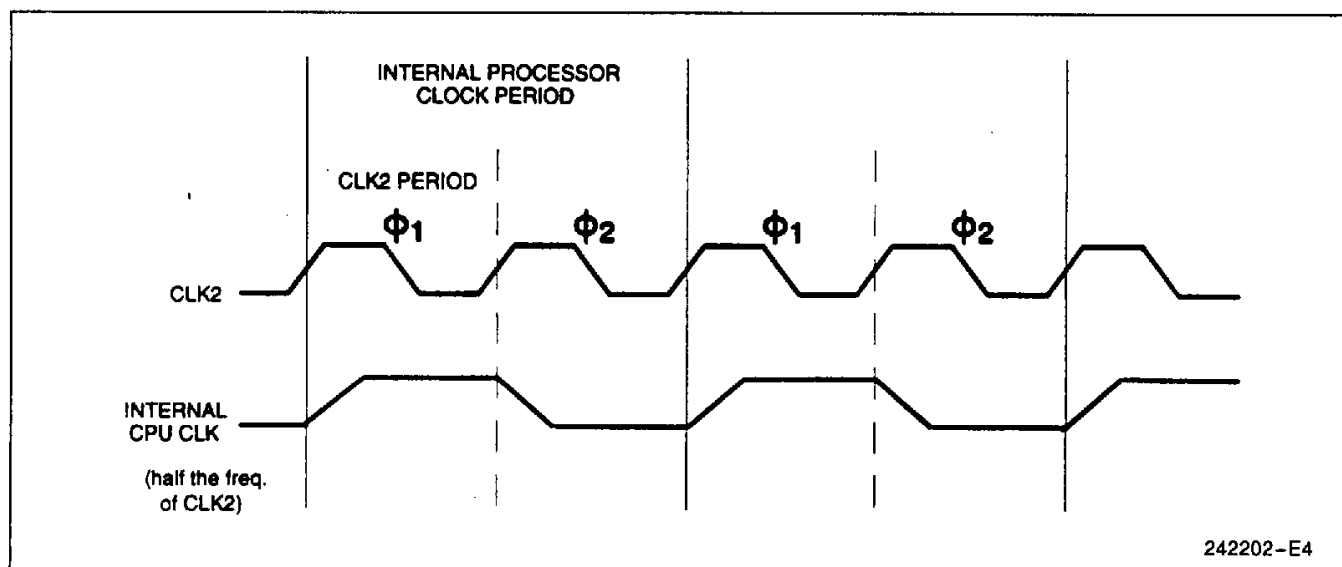 INTERNAL PROCESSOR
CLOCK PERIOD
CLK2 PERIOD
ϕ1
ϕ2
ϕ1
ϕ2
CLK2
INTERNAL
CPU CLK
(half the freq.
of CLK2)
242202-E4